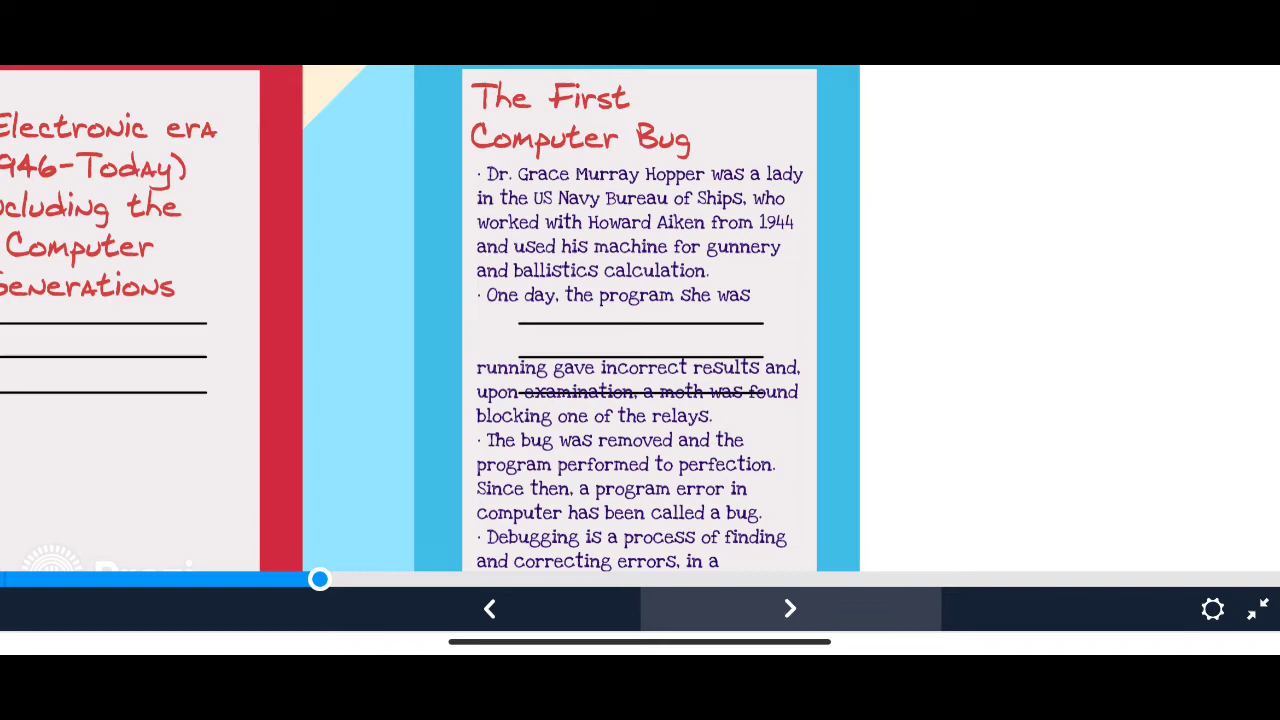 Electronic era
946-Today)
cluding the
Computer
Generations
The First
Computer Bug
· Dr. Grace Murray Hopper was a lady
in the US Navy Bureau of Ships, who
worked with Howard Aiken from 1944
and used his machine for gunnery
and ballistics calculation.
· One day, the program she was
running gave incorrect results and,
upon examination, a moth was found
blocking one of the relays.
· The bug was removed and the
program performed to perfection.
Since then, a program error in
computer has been called a bug.
· Debugging is a process of finding
and correcting errors, in a
Prezi